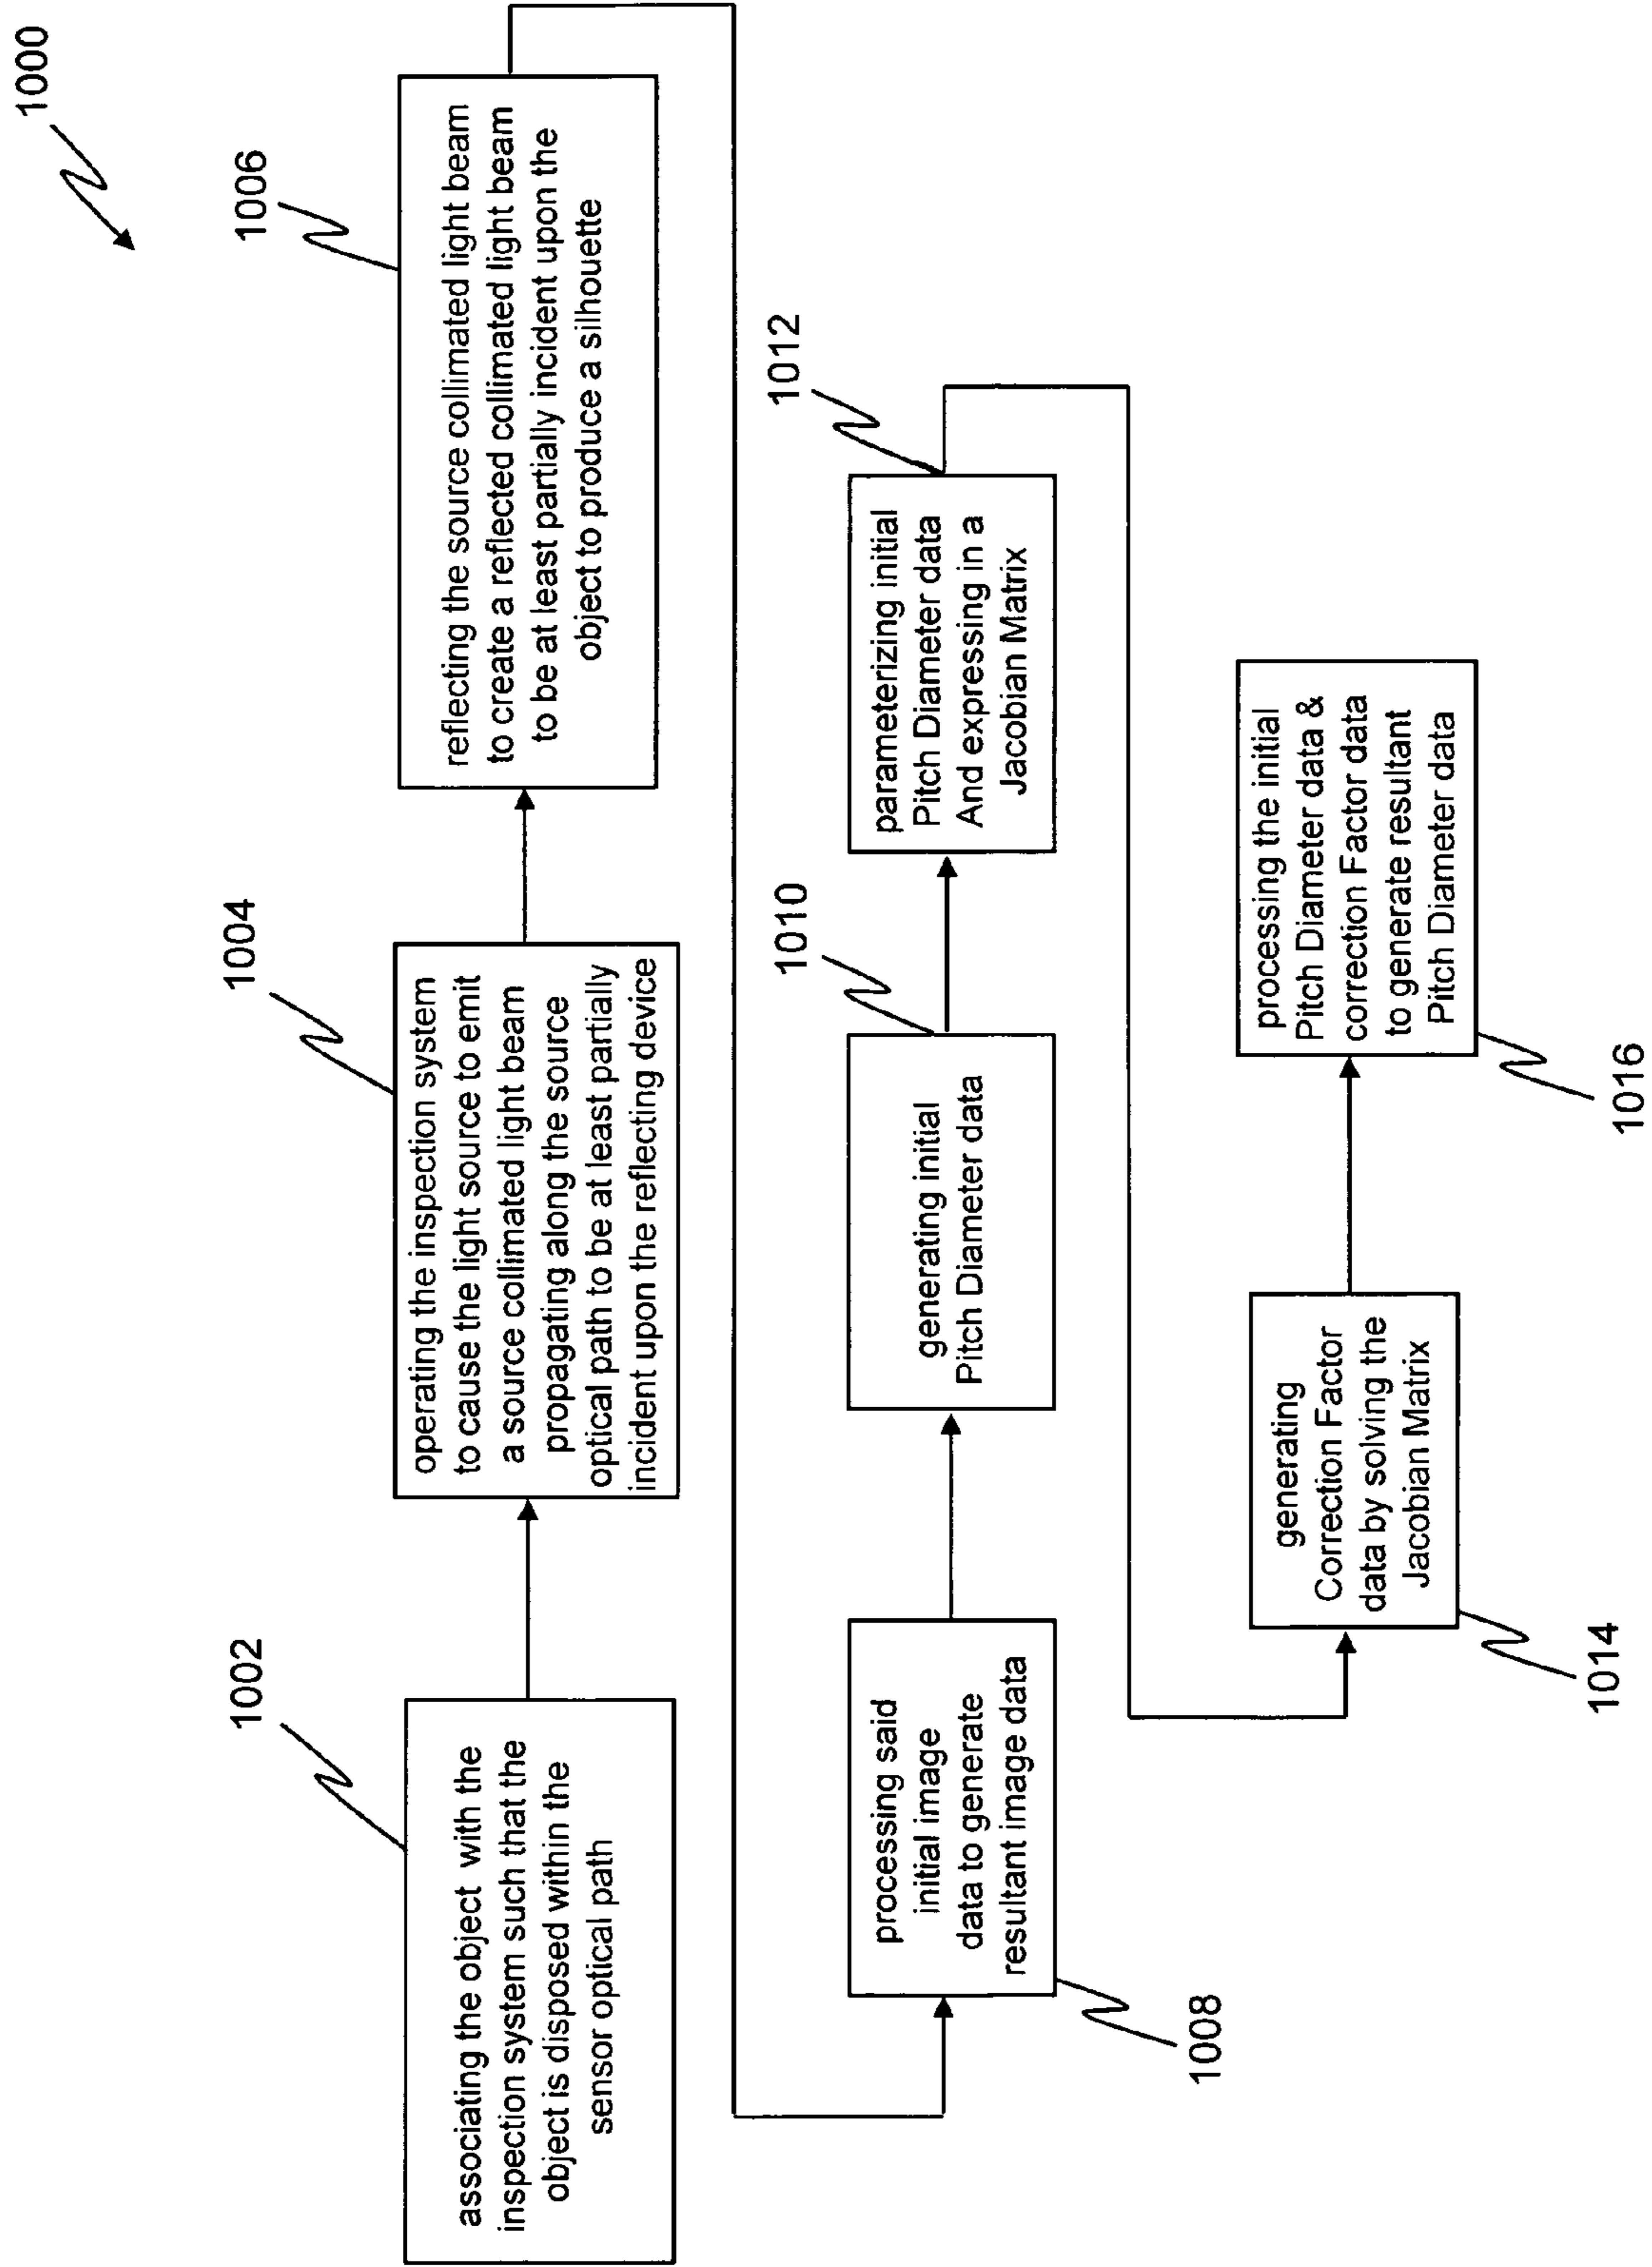 1000
1002
associating the object with the
inspection system such that the
object is disposed within the
sensor optical path
1004
operating the inspection system
to cause the light source to emit
a source collimated light beam
propagating along the source
optical path to be at least partially
incident upon the reflecting device
1006
reflecting the source collimated light beam
to create a reflected collimated light beam
to be at least partially incident upon the
object to produce a silhouette
1008
processing said
initial image
data to generate
resultant image data
1010
generating initial
Pitch Diameter data
1012
parameterizing initial
Pitch Diameter data
And expressing in a
Jacobian Matrix
1014
generating
Correction Factor
data by solving the
Jacobian Matrix
1016
processing the initial
Pitch Diameter data &
correction Factor data
to generate resultant
Pitch Diameter data